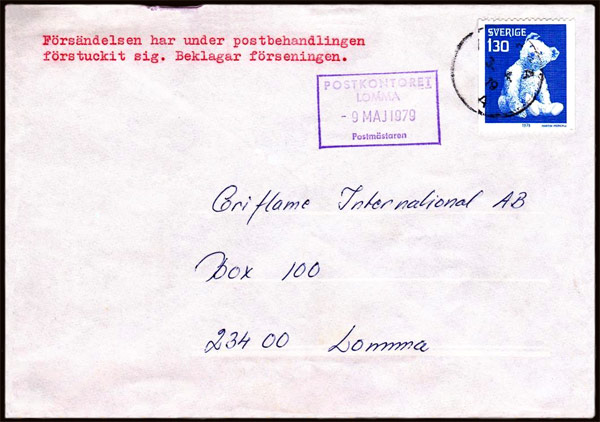 Försändelsen har under postbehandlingen
förstuckit sig. Beklagar förseningen.
SVERIGE
130
POSTKONTORET
LOMMA
- 9 MAJ 1979
Postmästaren
1978
Oriflame International AB
Box 100
234 00 Lomma